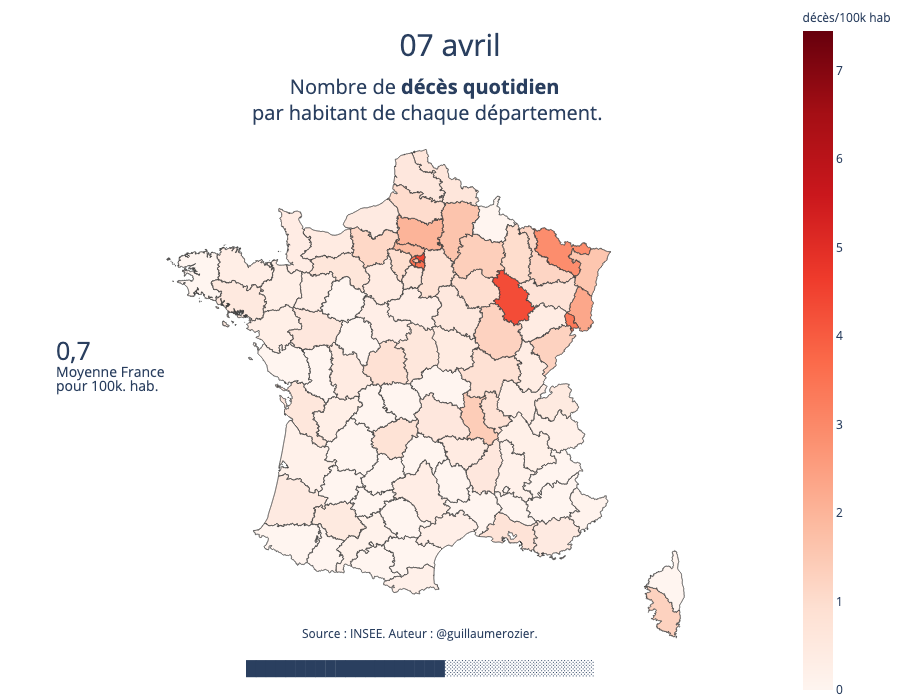 décès/100k hab
07 avril
Nombre de décès quotidien
par habitant de chaque département.
7
6
5
4
3
2
1
0
0,7
Moyenne France
pour 100k. hab.
Source : INSEE. Auteur : @guillaumerozier.